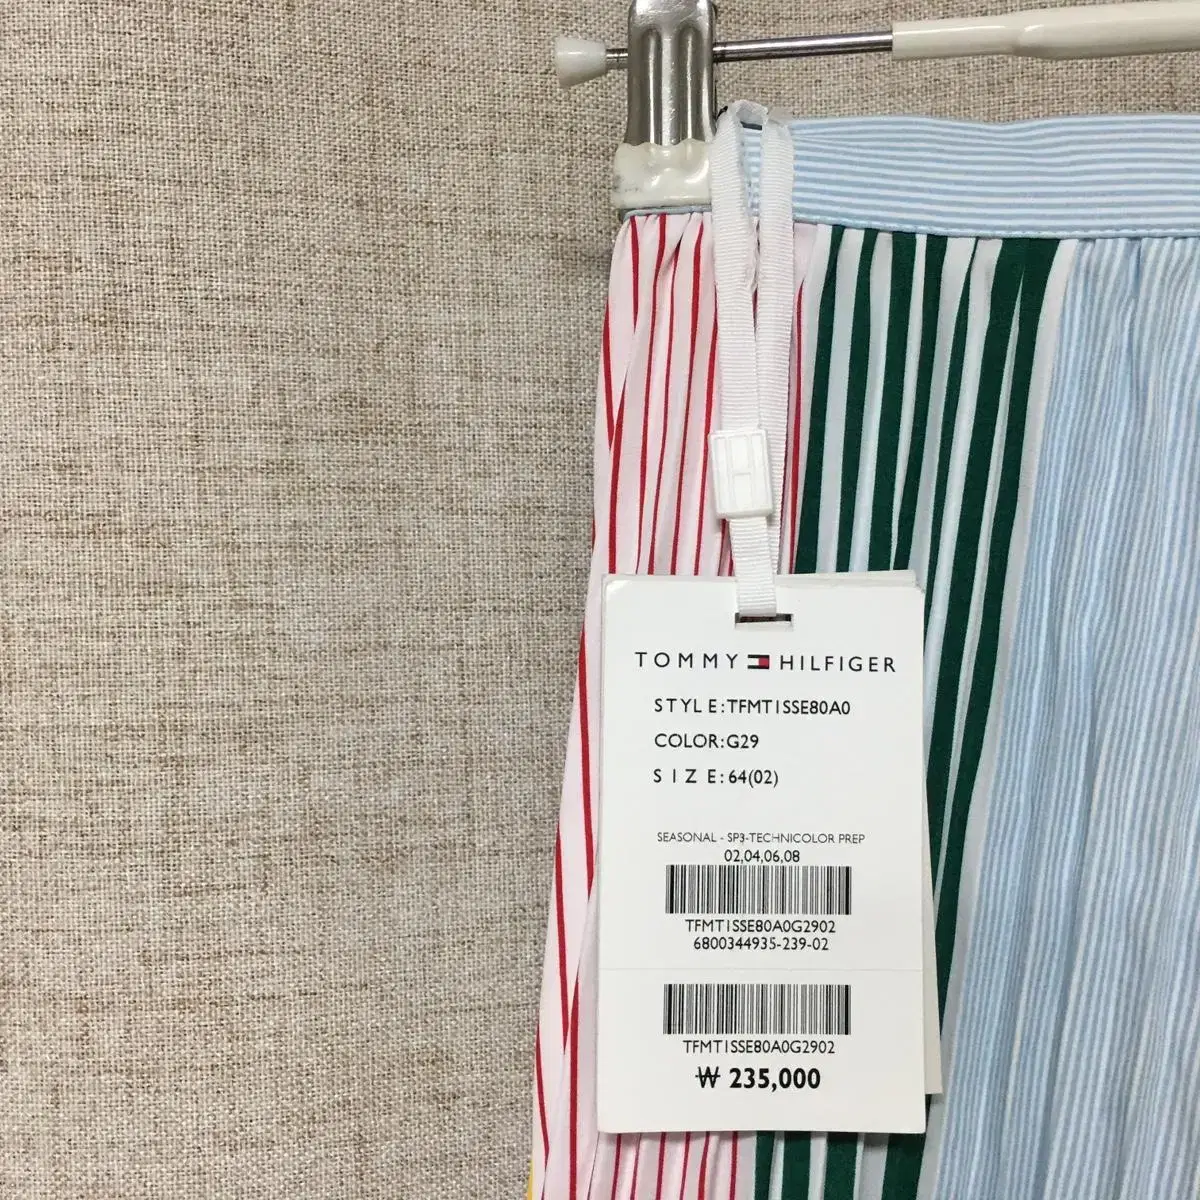 TOMMY HILFIGER
STYLE:TFMT1SSE80A0
COLOR:G29
SIZE:64(02)
SEASONAL - SP3-TECHNICOLOR PREP
02,04,06,08
TFMT1SSE80A0G2902
6800344935-239-02
TFMT1SSE80A0G2902
₩ 235,000